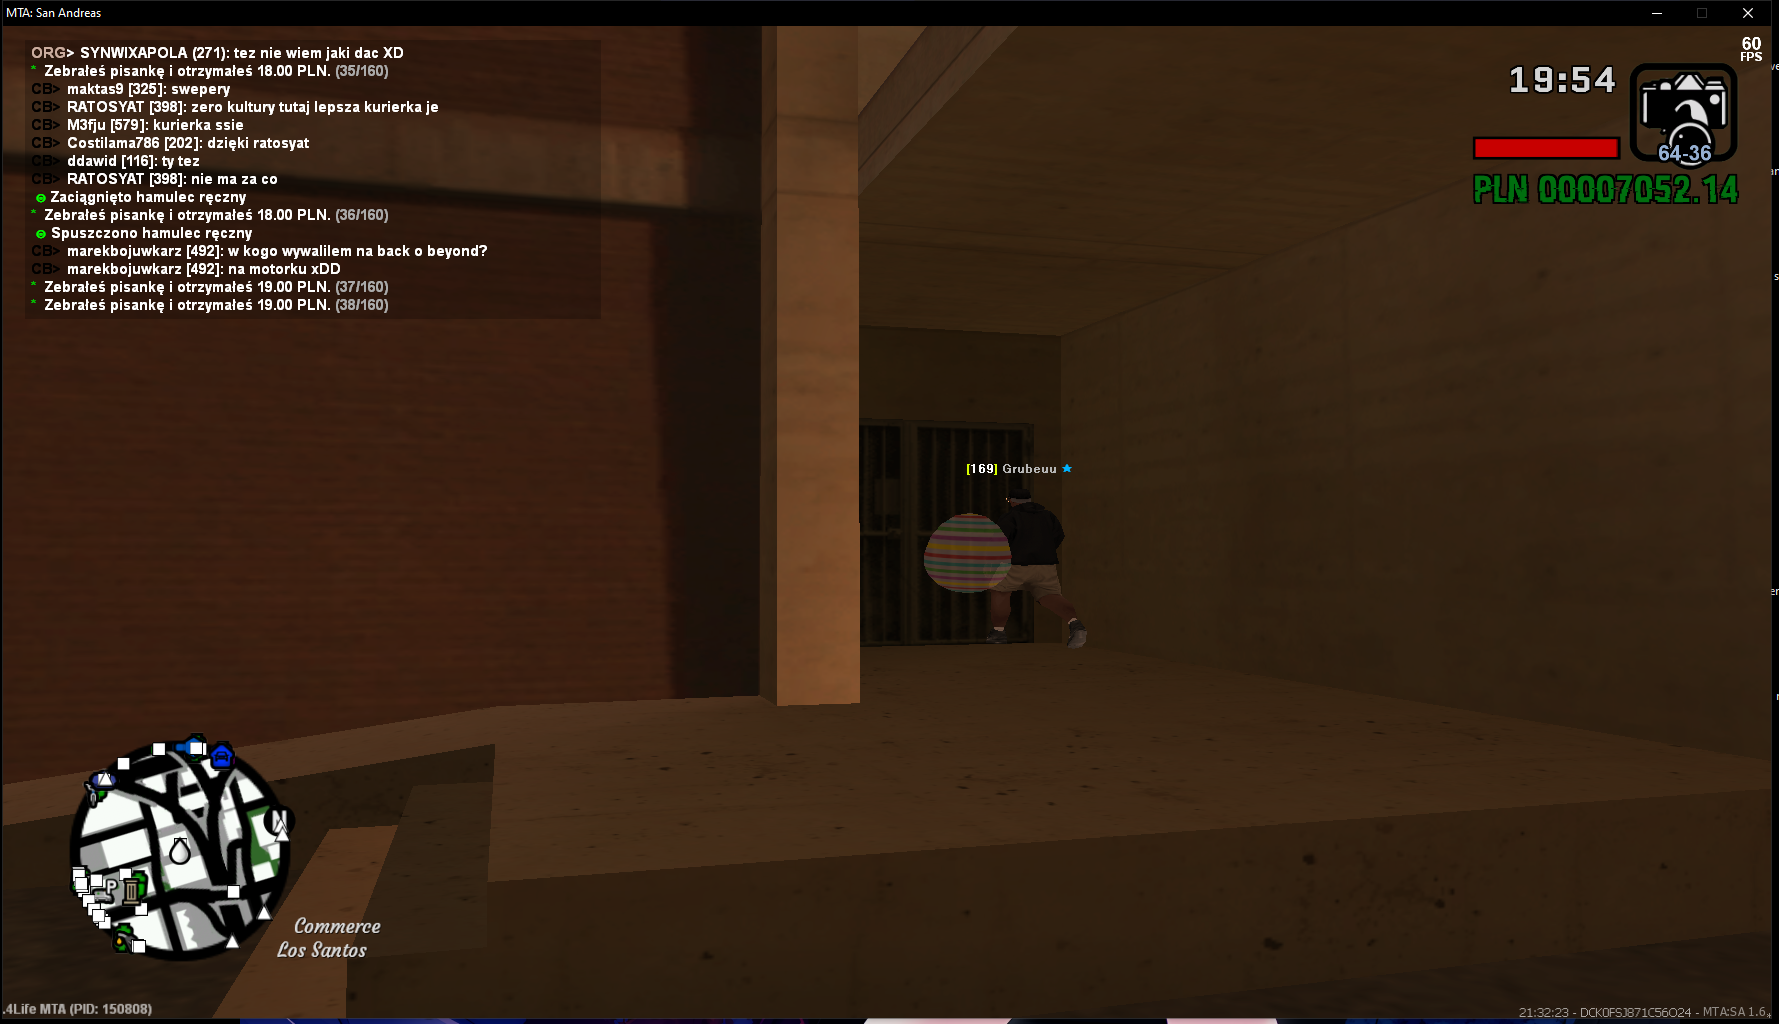 MTA: San Andreas
ORG> SYNWIXAPOLA (271): tez nie wiem jaki dac XD
* Zebrałeś pisankę i otrzymałeś 18.00 PLN. (35/160)
CB> maktas9 [325]: swepery
CB> RATOSYAT [398]: zero kultury tutaj lepsza kurierka je
CB> M3fju [579]: kurierka ssie
CB> Costilama786 [202]: dzięki ratosyat
CB> ddawid [116]: ty tez
CB> RATOSYAT [398]: nie ma za co
Zaciągnięto hamulec ręczny
* Zebrałeś pisankę i otrzymałeś 18.00 PLN. (36/160)
Spuszczono hamulec ręczny
CB> marekbojuwkarz [492]: w kogo wywalilem na back o beyond?
CB> marekbojuwkarz [492]: na motorku xDD
* Zebrałeś pisankę i otrzymałeś 19.00 PLN. (37/160)
* Zebrałeś pisankę i otrzymałeś 19.00 PLN. (38/160)
60
FPS
19:54
64-36
PLN 00007052.14
[169] Grubeuu
P
Commerce
Los Santos
.4Life MTA (PID: 150808)
21:32:23 - DCK0FSJ871C56O24 - MTA:SA 1.6